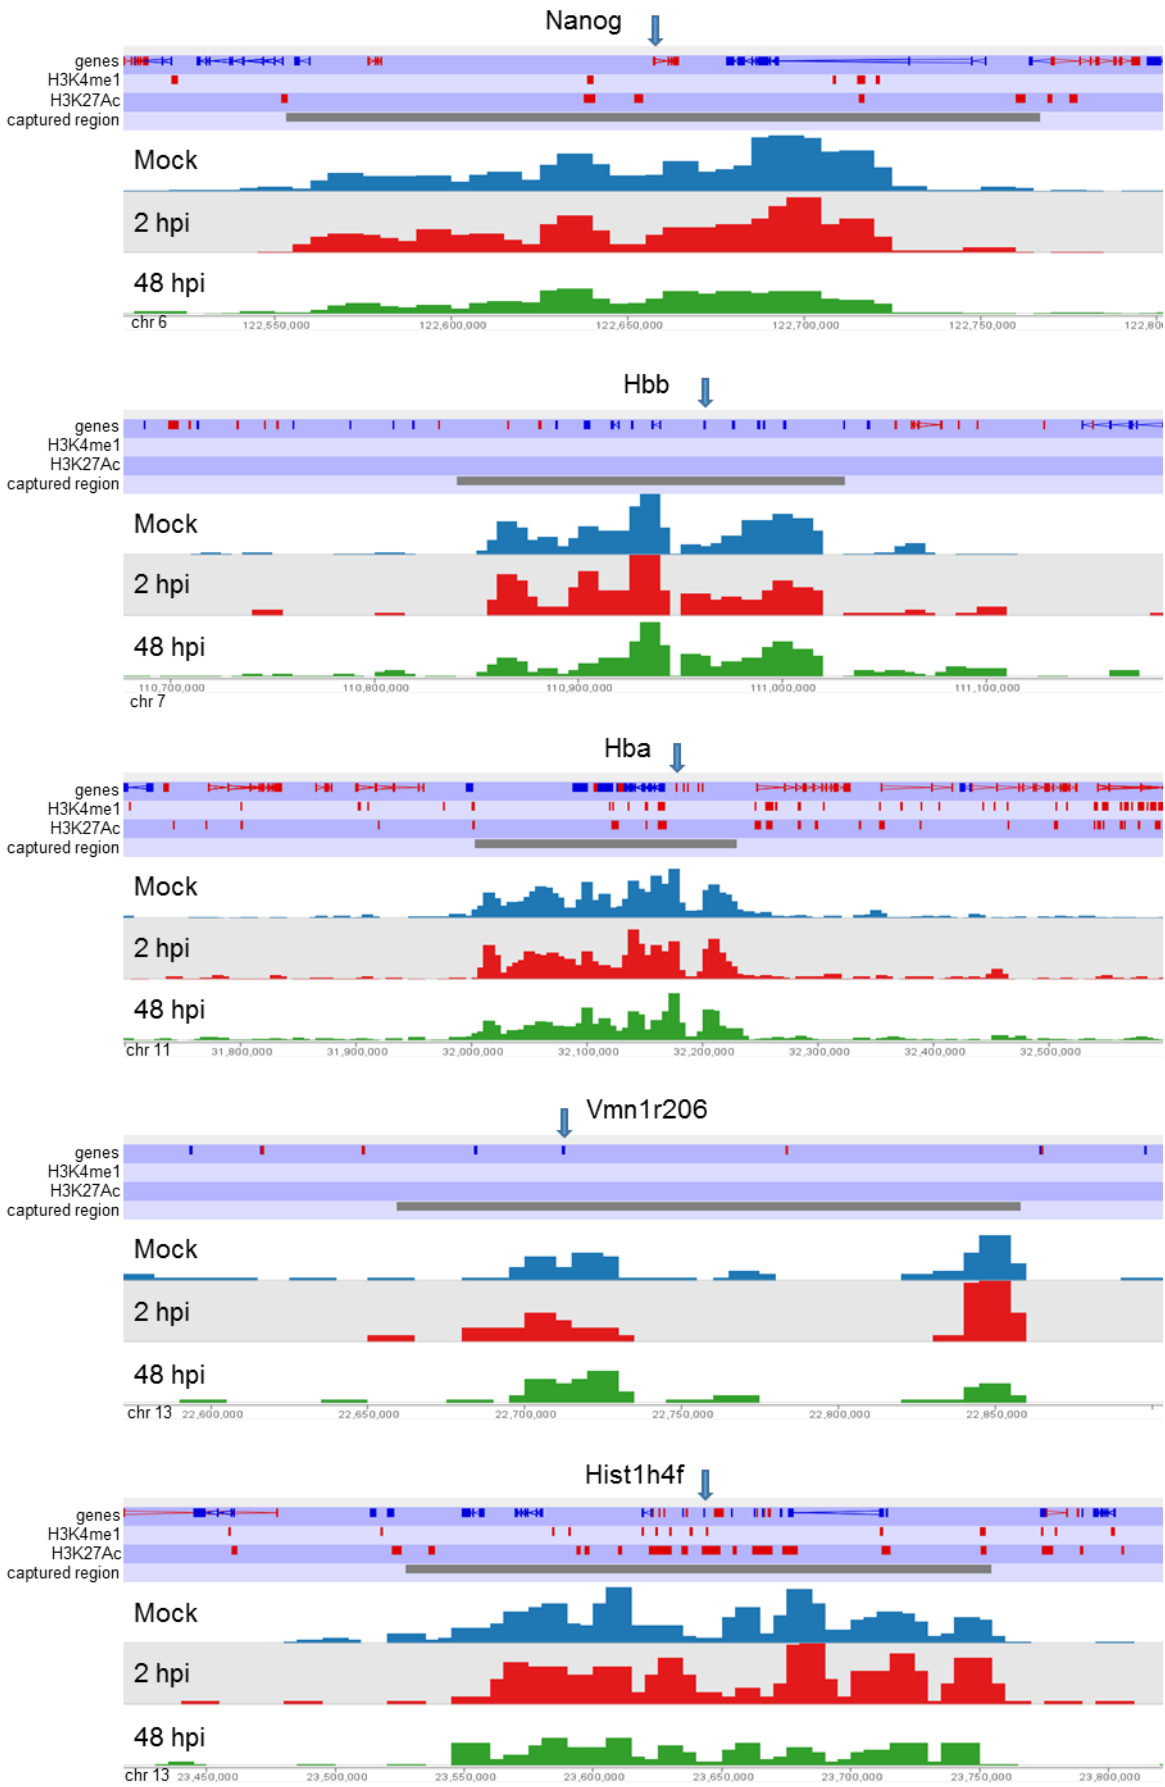 Nanog
genes
H3K4me1
H3K27Ac
captured region
Mock
2 hpi
48 hpi
chr 6
122,550,000 122,600,000 122,650,000 122,700,000 122,750,000 122,80
Hbb
genes
H3K4me1
H3K27Ac
captured region
Mock
2 hpi
48 hpi
110,700,000 110,800,000 110,900,000 111,000,000 111,100,000
chr 7
Hba
genes
H3K4me1
H3K27Ac
captured region
Mock
2 hpi
48 hpi
chr 11 31,800,000 31,900,000 32,000,000 32,100,000 32,200,000 32,300,000 32,400,000 32,500,000
Vmn1r206
genes
H3K4me1
H3K27Ac
captured region
Mock
2 hpi
48 hpi
chr 13 22,600,000 22,650,000 22,700,000 22,750,000 22,800,000 22,850,000
Hist1h4f
genes
H3K4me1
H3K27Ac
captured region
Mock
2 hpi
48 hpi
chr 13 23,450,000 23,500,000 23,550,000 23,600,000 23,650,000 23,700,000 23,750,000 23,800,000